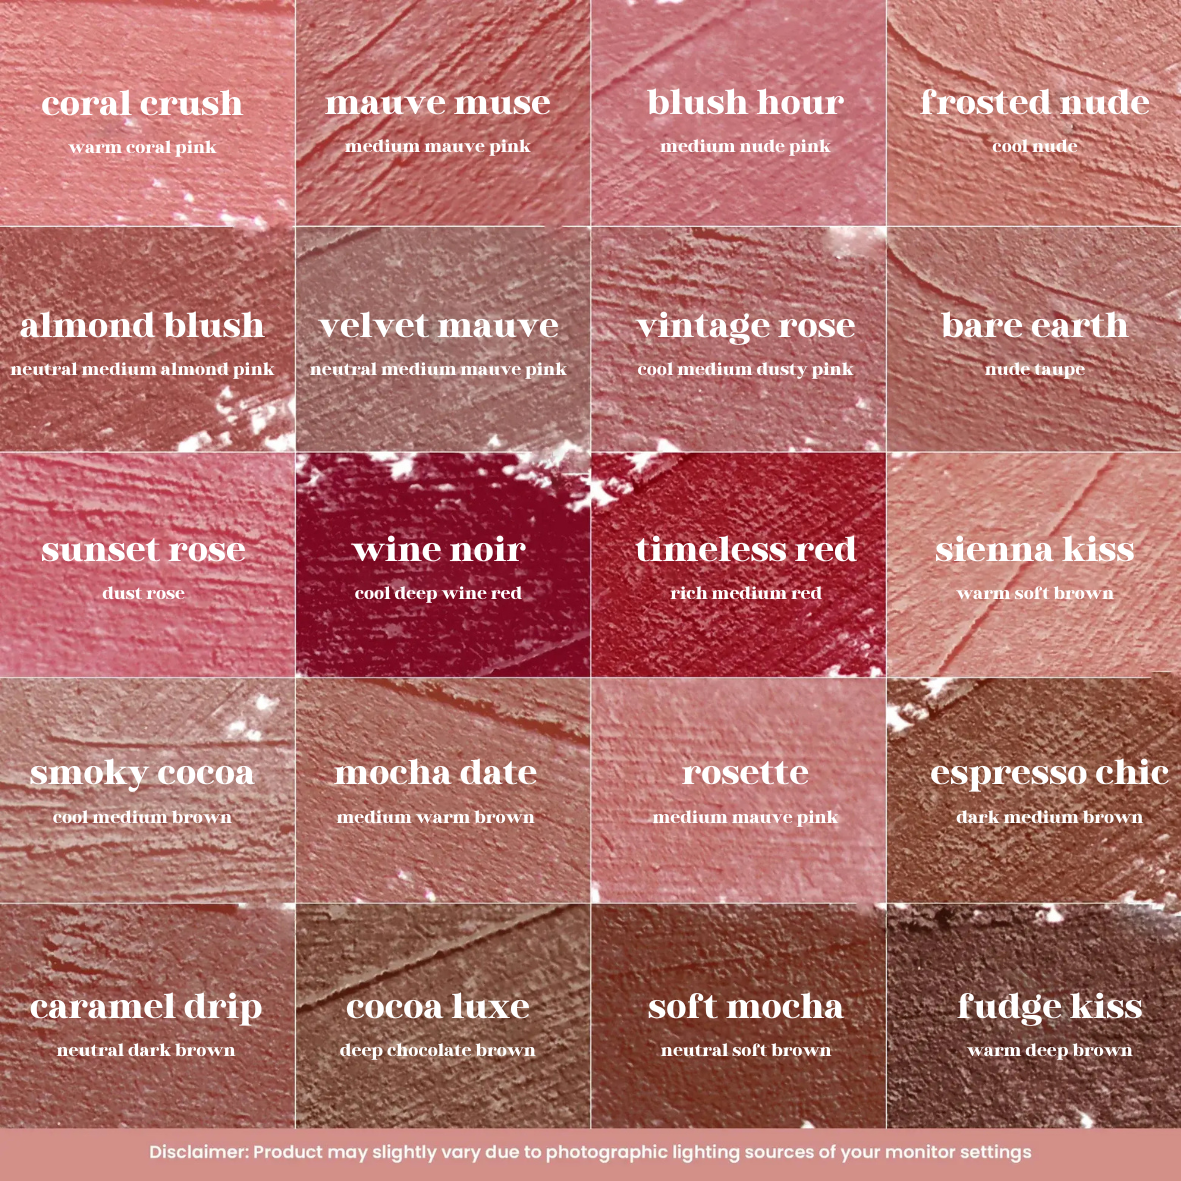 coral crush
warm coral pink
mauve muse
medium mauve pink
blush hour
medium nude pink
frosted nude
cool nude
almond blush
neutral medium almond pink
velvet mauve
neutral medium mauve pink
vintage rose
cool medium dusty pink
bare earth
nude taupe
sunset rose
dust rose
wine noir
cool deep wine red
timeless red
rich medium red
sienna kiss
warm soft brown
smoky cocoa
cool medium brown
mocha date
medium warm brown
rosette
medium mauve pink
espresso chic
dark medium brown
caramel drip
neutral dark brown
cocoa luxe
deep chocolate brown
soft mocha
neutral soft brown
fudge kiss
warm deep brown
Disclaimer: Product may slightly vary due to photographic lighting sources of your monitor settings